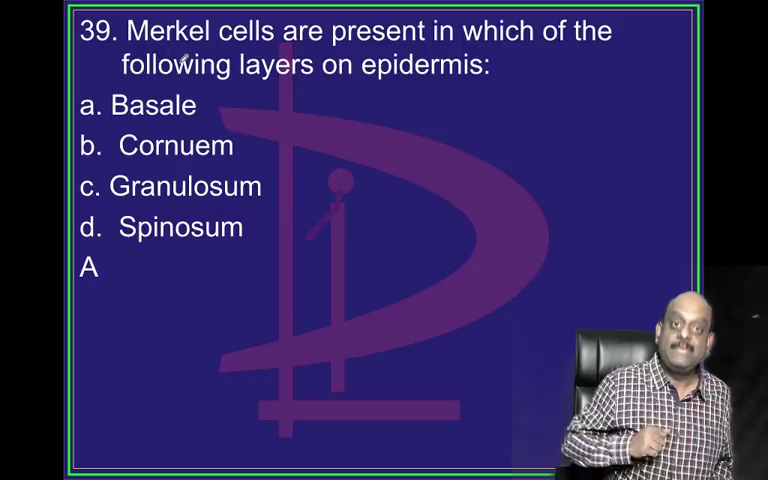 39. Merkel cells are present in which of the
following layers on epidermis:
a. Basale
b. Cornuem
c. Granulosum
d. Spinosum
A